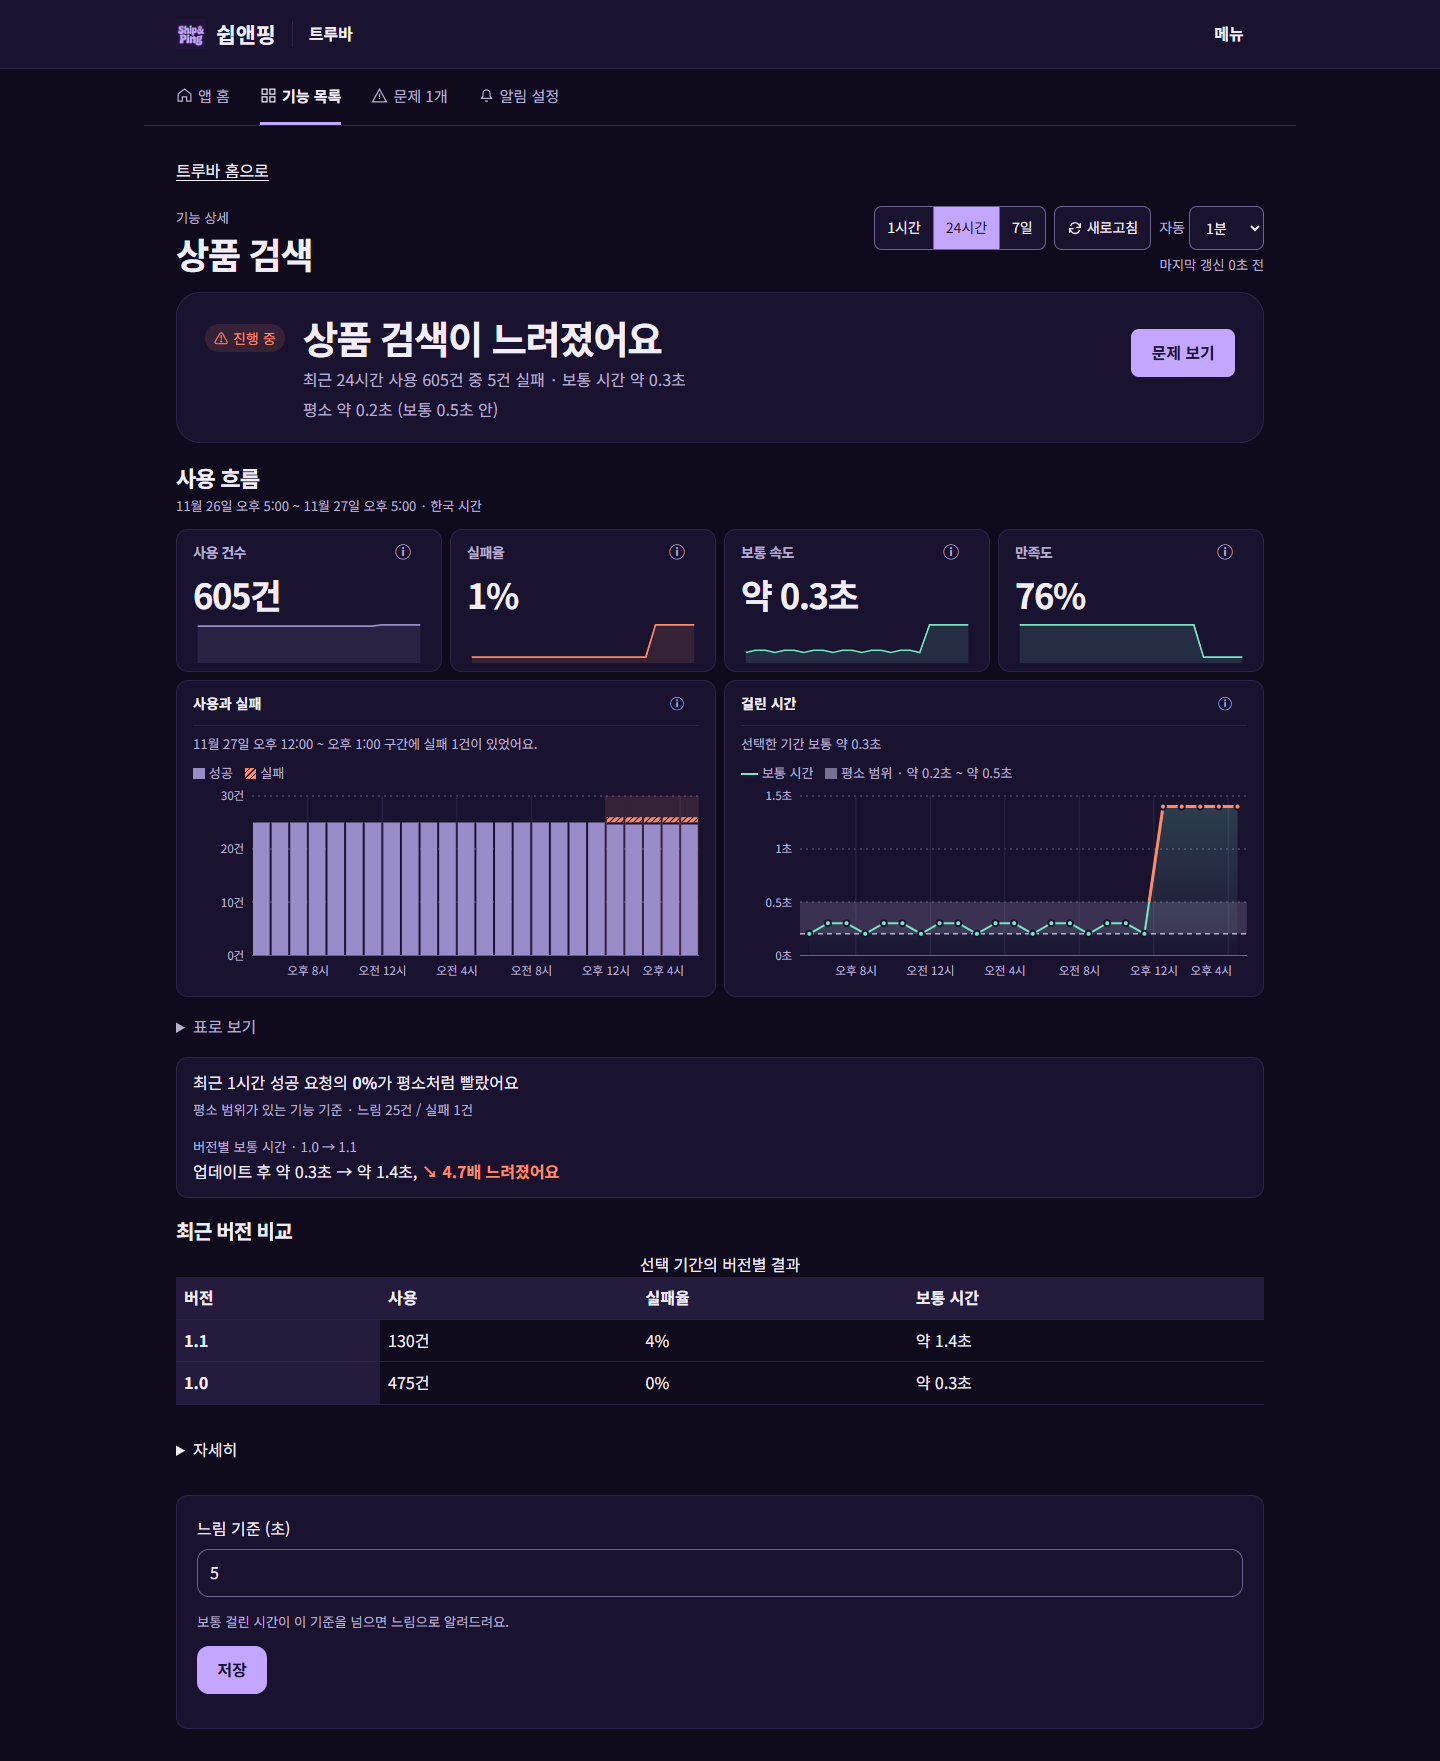 Ship& Ping 쉽앤핑 트루바 메뉴
앱 홈 기능 목록 문제 1개 알림 설정
트루바 홈으로
기능 상세
상품 검색
1시간 24시간 7일 새로고침 자동 1분
마지막 갱신 0초 전
진행 중
상품 검색이 느려졌어요
최근 24시간 사용 605건 중 5건 실패 · 보통 시간 약 0.3초
평소 약 0.2초 (보통 0.5초 안)
문제 보기
사용 흐름
11월 26일 오후 5:00 ~ 11월 27일 오후 5:00 · 한국 시간
사용 건수
605건
실패율
1%
보통 속도
약 0.3초
만족도
76%
사용과 실패
11월 27일 오후 12:00 ~ 오후 1:00 구간에 실패 1건이 있었어요.
성공 실패
30건
20건
10건
0건
오후 8시 오전 12시 오전 4시 오전 8시 오후 12시 오후 4시
걸린 시간
선택한 기간 보통 약 0.3초
보통 시간 평소 범위 · 약 0.2초 ~ 약 0.5초
1.5초
1초
0.5초
0초
오후 8시 오전 12시 오전 4시 오전 8시 오후 12시 오후 4시
▶ 표로 보기
최근 1시간 성공 요청의 0%가 평소처럼 빨랐어요
평소 범위가 있는 기능 기준 · 느림 25건 / 실패 1건
버전별 보통 시간 · 1.0 → 1.1
업데이트 후 약 0.3초 → 약 1.4초, ↘ 4.7배 느려졌어요
최근 버전 비교
선택 기간의 버전별 결과
버전 사용 실패율 보통 시간
1.1 130건 4% 약 1.4초
1.0 475건 0% 약 0.3초
▶ 자세히
느림 기준 (초)
5
보통 걸린 시간이 이 기준을 넘으면 느림으로 알려드려요.
저장